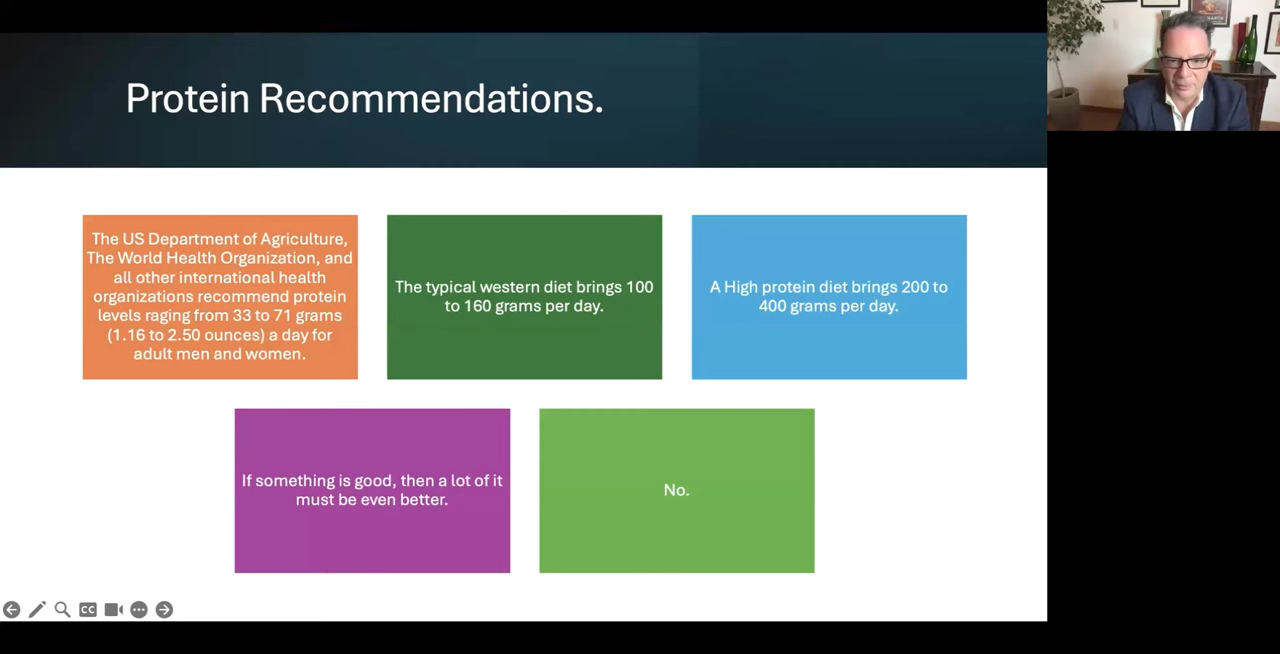 Protein Recommendations.
The US Department of Agriculture,
The World Health Organization, and
all other international health
organizations recommend protein
levels raging from 33 to 71 grams
(1.16 to 2.50 ounces) a day for
adult men and women.
The typical western diet brings 100
to 160 grams per day.
A High protein diet brings 200 to
400 grams per day.
If something is good, then a lot of it
must be even better.
No.
CC